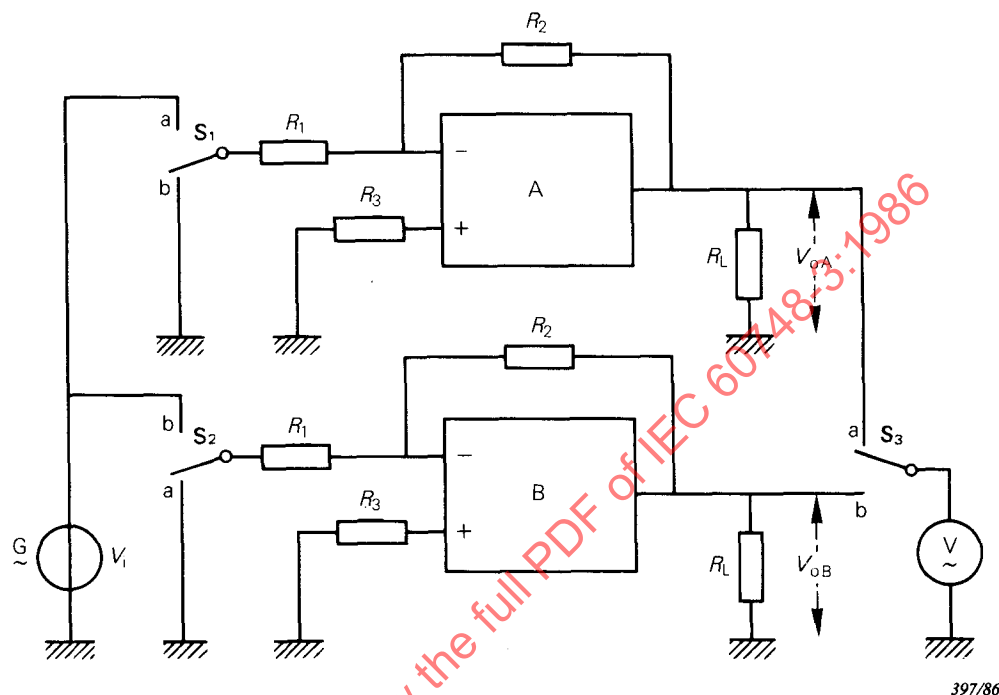 R2
a
S1
R1
b
-
A
R3
+
RL
VoA
R2
b
S2
R1
a
-
B
R3
+
a
S3
b
G
~
Vi
RL
VoB
V
~
y the full PDF of IEC 60748-3:1986
397/86